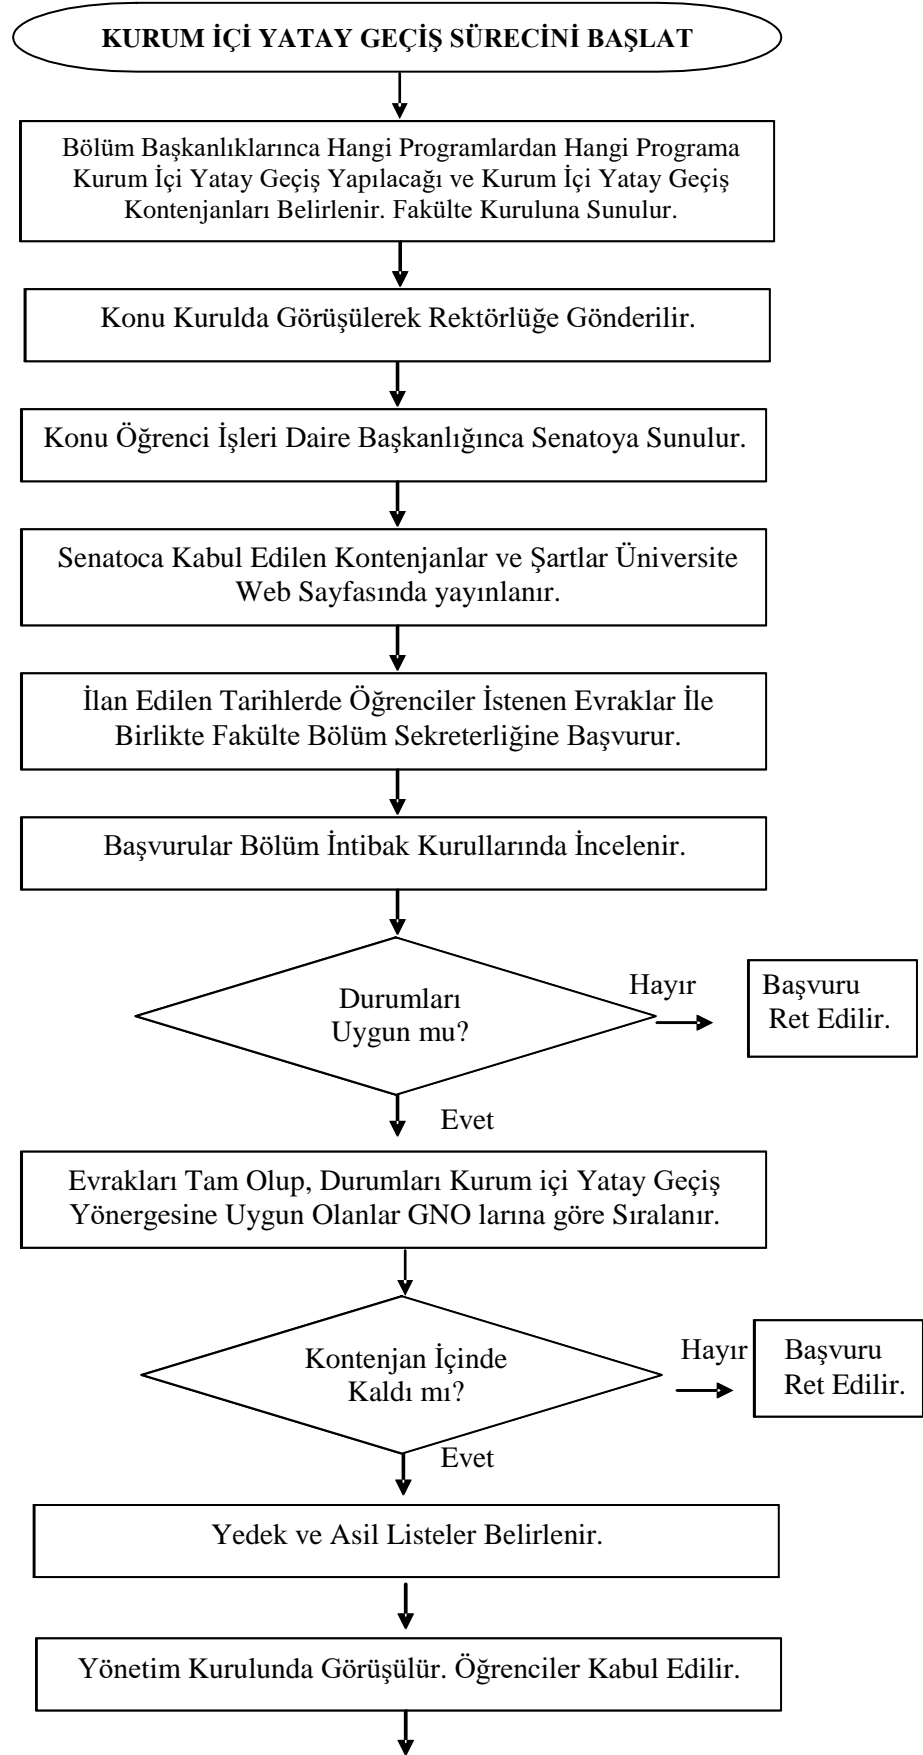 KURUM İÇİ YATAY GEÇİŞ SÜRECİNİ BAŞLAT
Bölüm Başkanlıklarınca Hangi Programlardan Hangi Programa
Kurum İçi Yatay Geçiş Yapılacağı ve Kurum İçi Yatay Geçiş
Kontenjanları Belirlenir. Fakülte Kuruluna Sunulur.
Konu Kurulda Görüşülerek Rektörlüğe Gönderilir.
Konu Öğrenci İşleri Daire Başkanlığınca Senatoya Sunulur.
Senatoca Kabul Edilen Kontenjanlar ve Şartlar Üniversite
Web Sayfasında yayınlanır.
İlan Edilen Tarihlerde Öğrenciler İstenen Evraklar İle
Birlikte Fakülte Bölüm Sekreterliğine Başvurur.
Başvurular Bölüm İntibak Kurullarında İncelenir.
Durumları
Uygun mu?
Hayır
Başvuru
Ret Edilir.
Evet
Evrakları Tam Olup, Durumları Kurum içi Yatay Geçiş
Yönergesine Uygun Olanlar GNO larına göre Sıralanır.
Kontenjan İçinde
Kaldı mı?
Hayır
Başvuru
Ret Edilir.
Evet
Yedek ve Asil Listeler Belirlenir.
Yönetim Kurulunda Görüşülür. Öğrenciler Kabul Edilir.